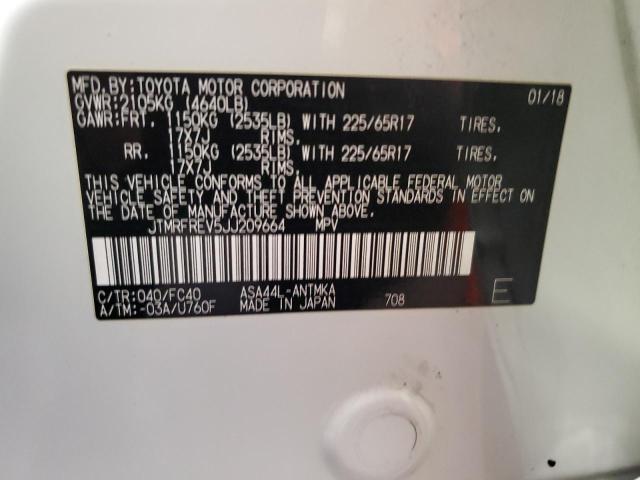 MFD. BY: TOYOTA MOTOR CORPORATION 01/18
GVWR: 2105KG (4640LB)
GAWR: FRT. 1150KG (2535LB) WITH 225/65R17 TIRES,
17X7J RIMS,
RR. 1150KG (2535LB) WITH 225/65R17 TIRES,
17X7J RIMS,
THIS VEHICLE CONFORMS TO ALL APPLICABLE FEDERAL MOTOR
VEHICLE SAFETY AND THEFT PREVENTION STANDARDS IN EFFECT ON
THE DATE OF MANUFACTURE SHOWN ABOVE.
JTMRFREV5JJ209664 MPV
C/TR: 040/FC40 ASA44L-ANTMKA
A/TM: -03A/U760F MADE IN JAPAN 708 E